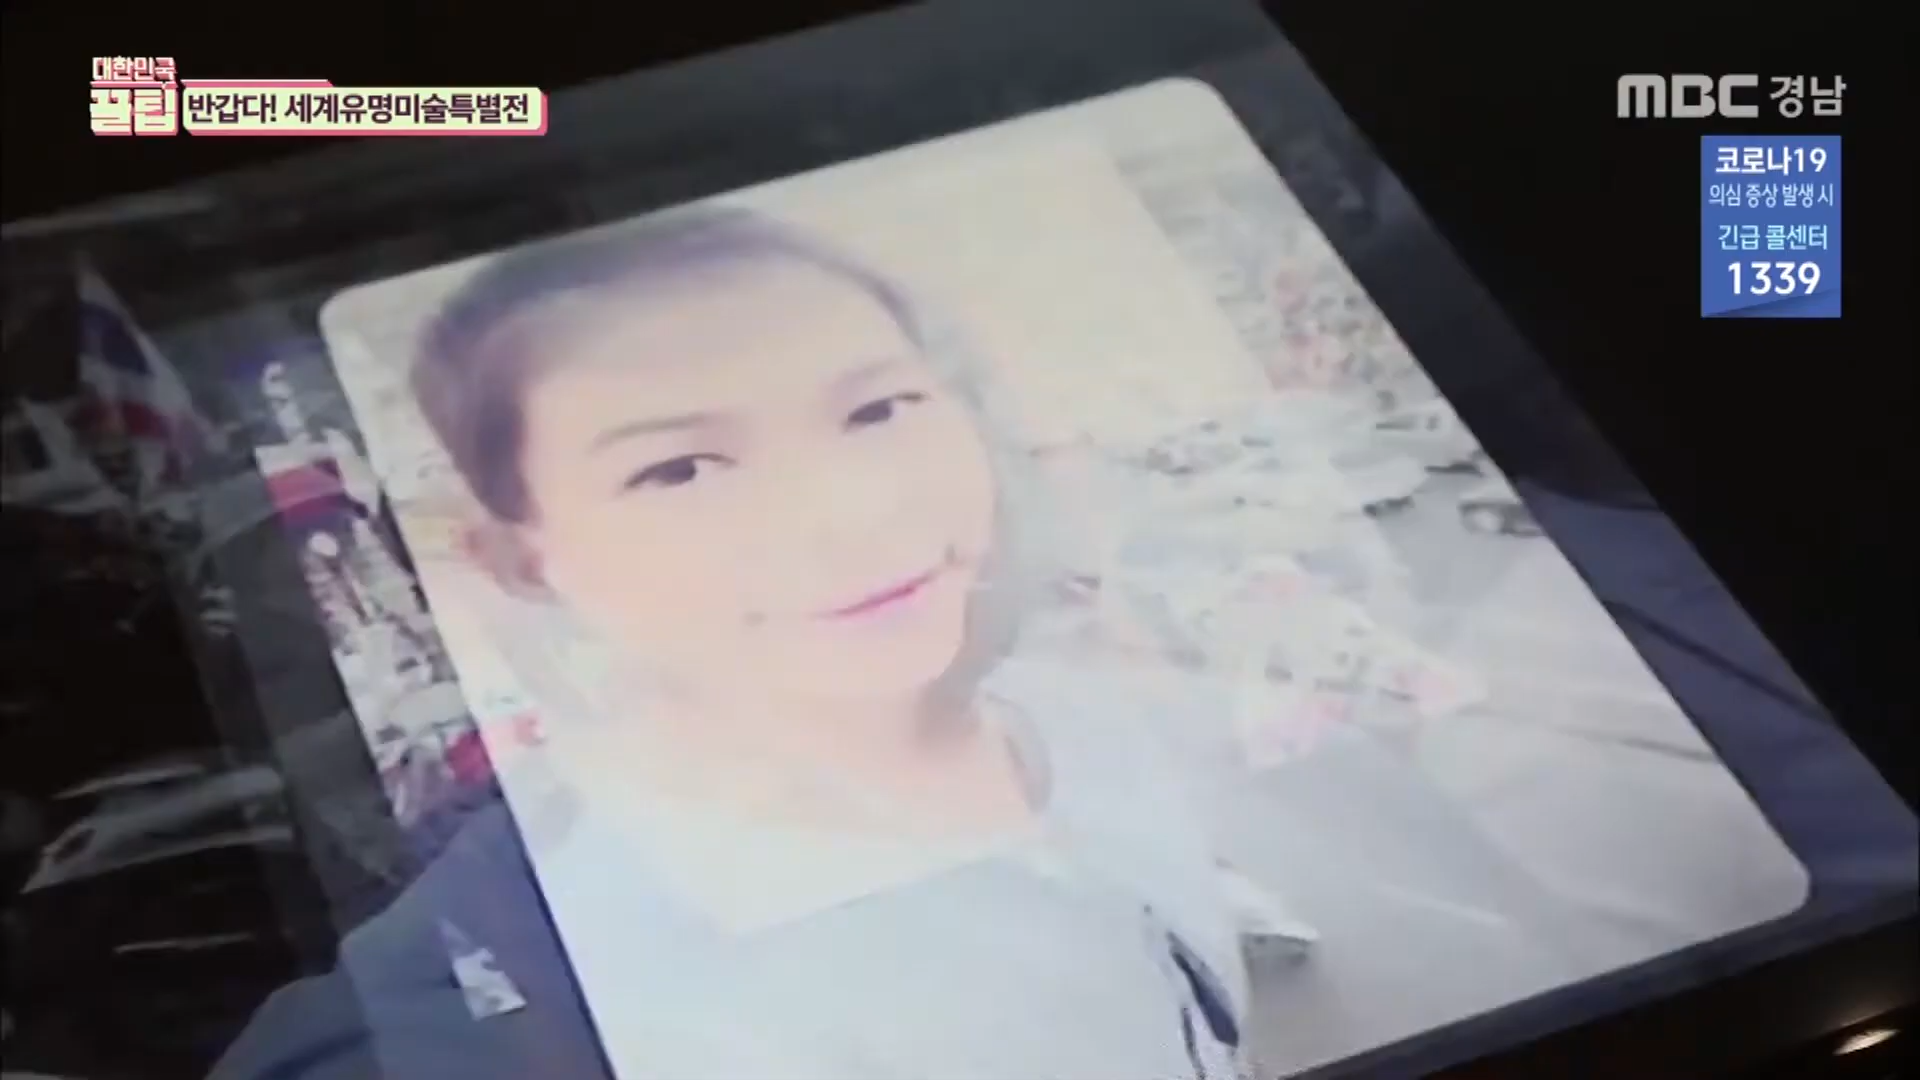 대한민국
꿀팁 반갑다! 세계유명미술특별전
MBC 경남
코로나19
의심 증상 발생 시
긴급 콜센터
1339